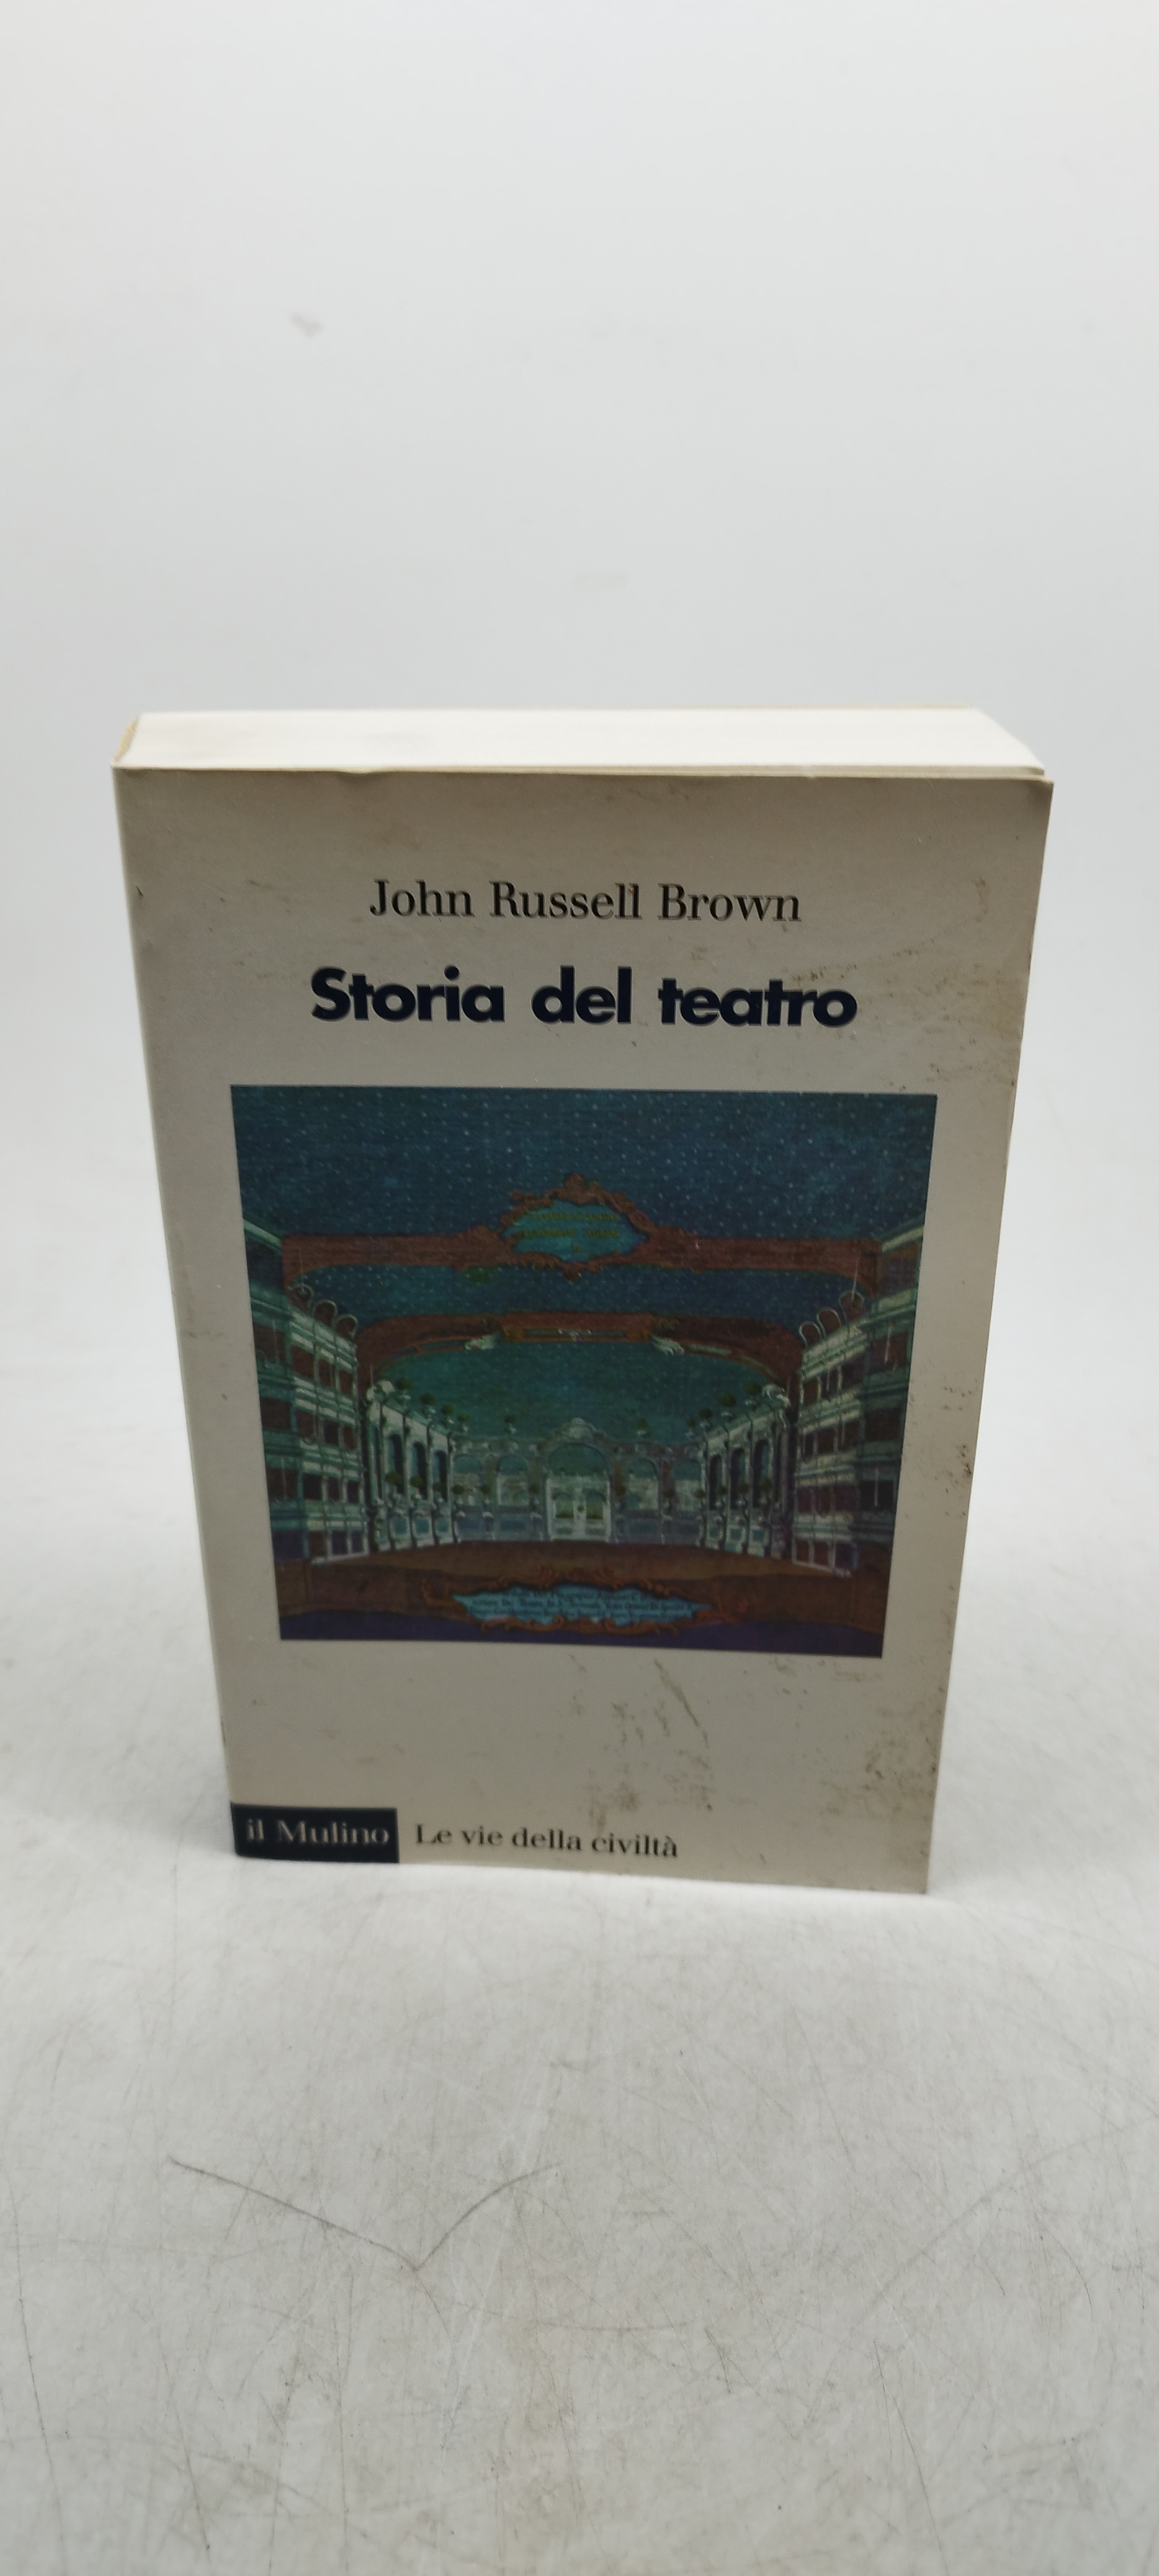 John Russell Brown
Storia del teatro
il Mulino
Le vie della civiltà